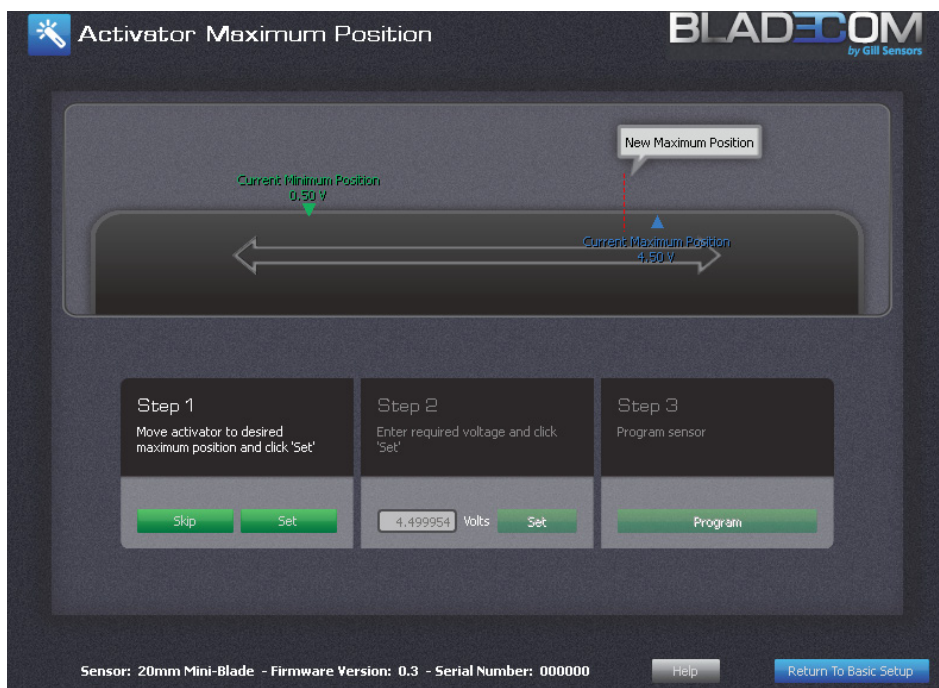 Activator Maximum Position
BLADECOM
by Gill Sensors
New Maximum Position
Current Minimum Position
0.50 V
Current Maximum Position
4.50 V
Step 1
Move activator to desired
maximum position and click 'Set'
Skip
Set
Step 2
Enter required voltage and click
'Set'
4.499954
Volts
Set
Step 3
Program sensor
Program
Sensor: 20mm Mini-Blade - Firmware Version: 0.3 - Serial Number: 000000
Help
Return To Basic Setup